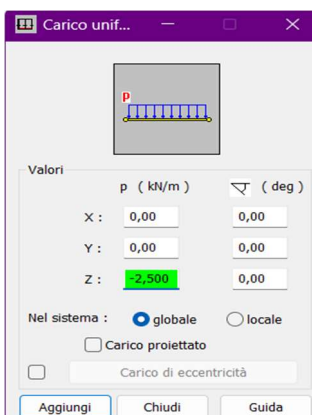 Carico unif...
p
Valori
p ( kN/m ) ( deg )
X : 0,00 0,00
Y : 0,00 0,00
Z : -2,500 0,00
Nel sistema : globale locale
Carico proiettato
Carico di eccentricità
Aggiungi Chiudi Guida